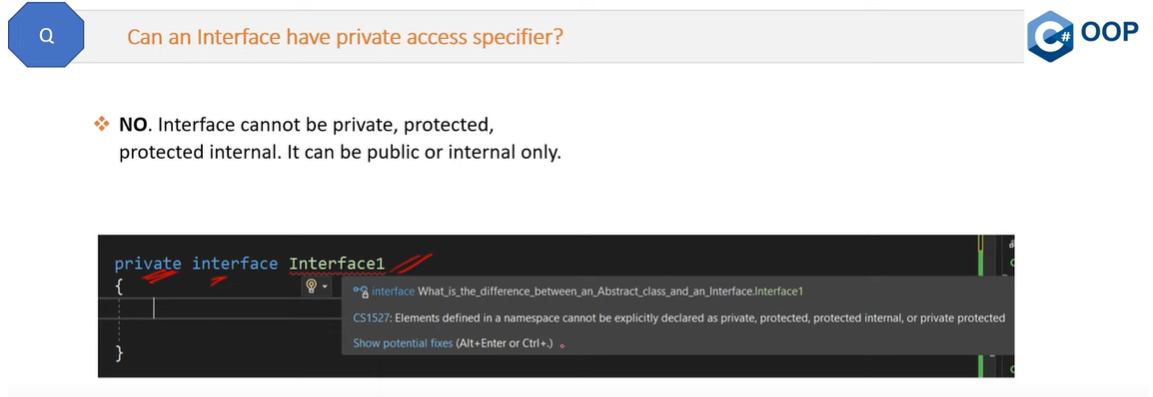 Q
Can an Interface have private access specifier?
C# OOP
❖ NO. Interface cannot be private, protected,
protected internal. It can be public or internal only.
private interface Interface1
{
interface What_is_the_difference_between_an_Abstract_class_and_an_Interface.Interface1
CS1527: Elements defined in a namespace cannot be explicitly declared as private, protected, protected internal, or private protected
Show potential fixes (Alt+Enter or Ctrl+.)
}